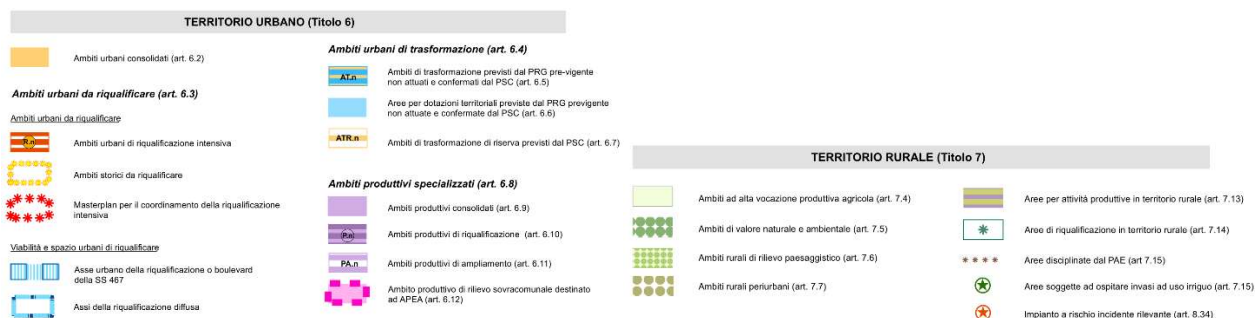 TERRITORIO URBANO (Titolo 6)
Ambiti urbani consolidati (art. 6.2)
Ambiti urbani da riqualificare (art. 6.3)
Ambiti urbani da riqualificare
R.n
Ambiti urbani di riqualificazione intensiva
Ambiti storici da riqualificare
Masterplan per il coordinamento della riqualificazione
intensiva
Viabilità e spazio urbani di riqualificare
Asse urbano della riqualificazione o boulevard
della SS 467
Assi della riqualificazione diffusa
Ambiti urbani di trasformazione (art. 6.4)
AT.n
Ambiti di trasformazione previsti dal PRG pre-vigente
non attuati e confermati dal PSC (art. 6.5)
Aree per dotazioni territoriali previste dal PRG previgente
non attuate e confermate dal PSC (art. 6.6)
ATR.n
Ambiti di trasformazione di riserva previsti dal PSC (art. 6.7)
Ambiti produttivi specializzati (art. 6.8)
Ambiti produttivi consolidati (art. 6.9)
P.n
Ambiti produttivi di riqualificazione (art. 6.10)
PA.n
Ambiti produttivi di ampliamento (art. 6.11)
Ambito produttivo di rilievo sovracomunale destinato
ad APEA (art. 6.12)
TERRITORIO RURALE (Titolo 7)
Ambiti ad alta vocazione produttiva agricola (art. 7.4)
Ambiti di valore naturale e ambientale (art. 7.5)
Ambiti rurali di rilievo paesaggistico (art. 7.6)
Ambiti rurali periurbani (art. 7.7)
Aree per attività produttive in territorio rurale (art. 7.13)
Aree di riqualificazione in territorio rurale (art. 7.14)
Aree disciplinate dal PAE (art 7.15)
Aree soggette ad ospitare invasi ad uso irriguo (art. 7.15)
Impianto a rischio incidente rilevante (art. 8.34)